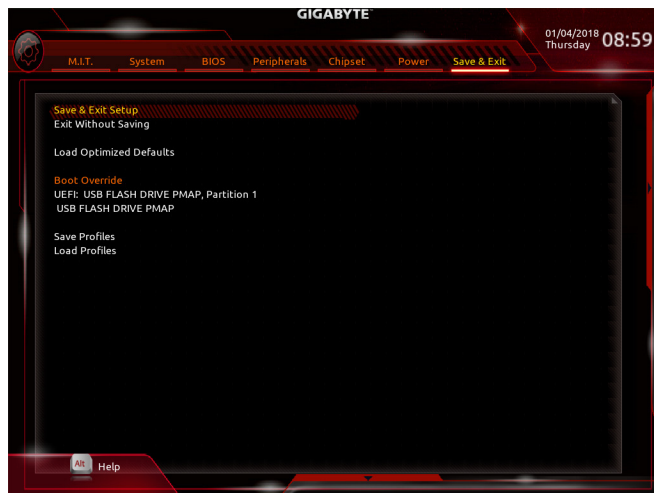 GIGABYTE™
01/04/2018
Thursday
08:59
M.I.T. System BIOS Peripherals Chipset Power Save & Exit
Save & Exit Setup
Exit Without Saving
Load Optimized Defaults
Boot Override
UEFI: USB FLASH DRIVE PMAP, Partition 1
USB FLASH DRIVE PMAP
Save Profiles
Load Profiles
Alt Help